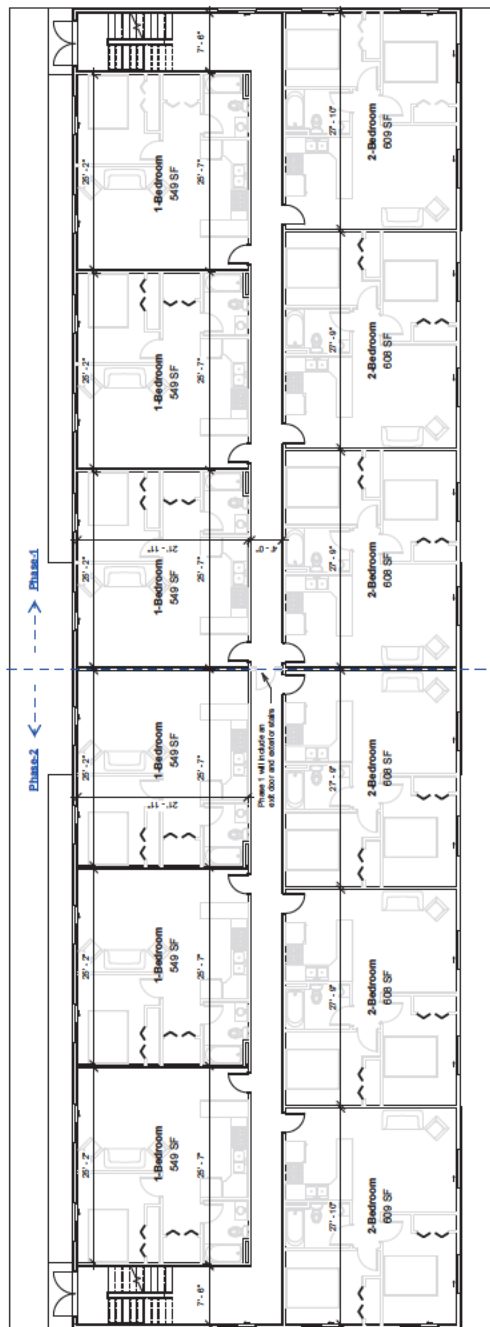 Phase-2
Phase-1
7' - 6"
1-Bedroom
549 SF
25' - 2"
25' - 7"
1-Bedroom
549 SF
25' - 2"
25' - 7"
1-Bedroom
549 SF
25' - 2"
25' - 7"
21' - 11"
4' - 0"
1-Bedroom
549 SF
25' - 2"
25' - 7"
21' - 11"
1-Bedroom
549 SF
25' - 2"
25' - 7"
1-Bedroom
549 SF
25' - 2"
25' - 7"
7' - 6"
Phase 1 will include an
exit door and exterior stairs
2-Bedroom
609 SF
27' - 10"
2-Bedroom
608 SF
27' - 9"
2-Bedroom
608 SF
27' - 9"
2-Bedroom
608 SF
27' - 9"
2-Bedroom
608 SF
27' - 9"
2-Bedroom
609 SF
27' - 10"